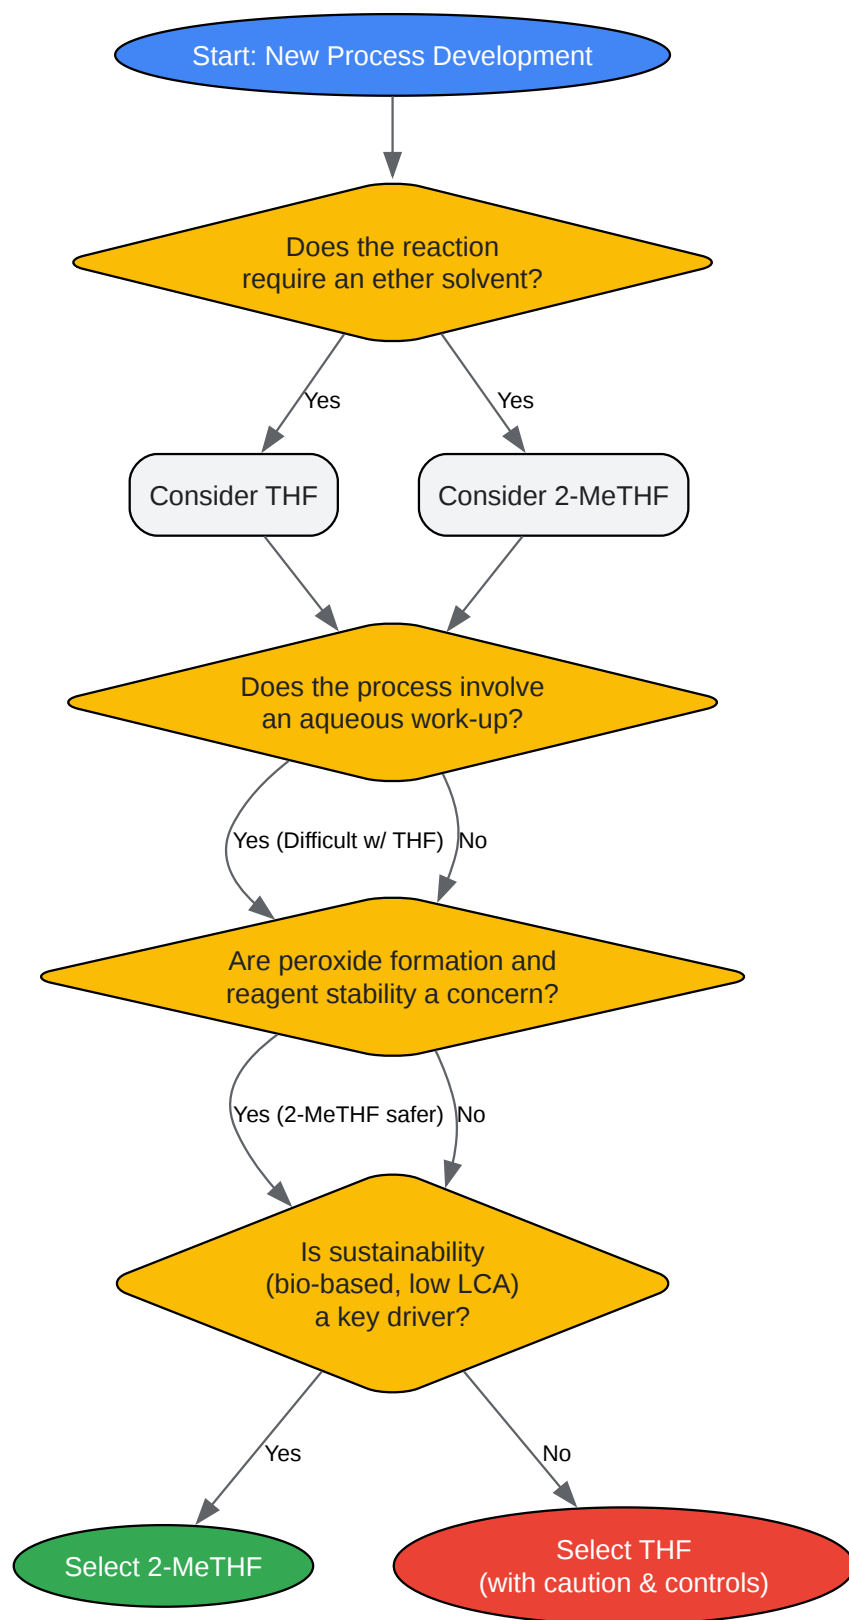 Start: New Process Development
Does the reaction
require an ether solvent?
Yes
Yes
Consider THF
Consider 2-MeTHF
Does the process involve
an aqueous work-up?
Yes (Difficult w/ THF)
No
Are peroxide formation and
reagent stability a concern?
Yes (2-MeTHF safer)
No
Is sustainability
(bio-based, low LCA)
a key driver?
Yes
No
Select 2-MeTHF
Select THF
(with caution & controls)